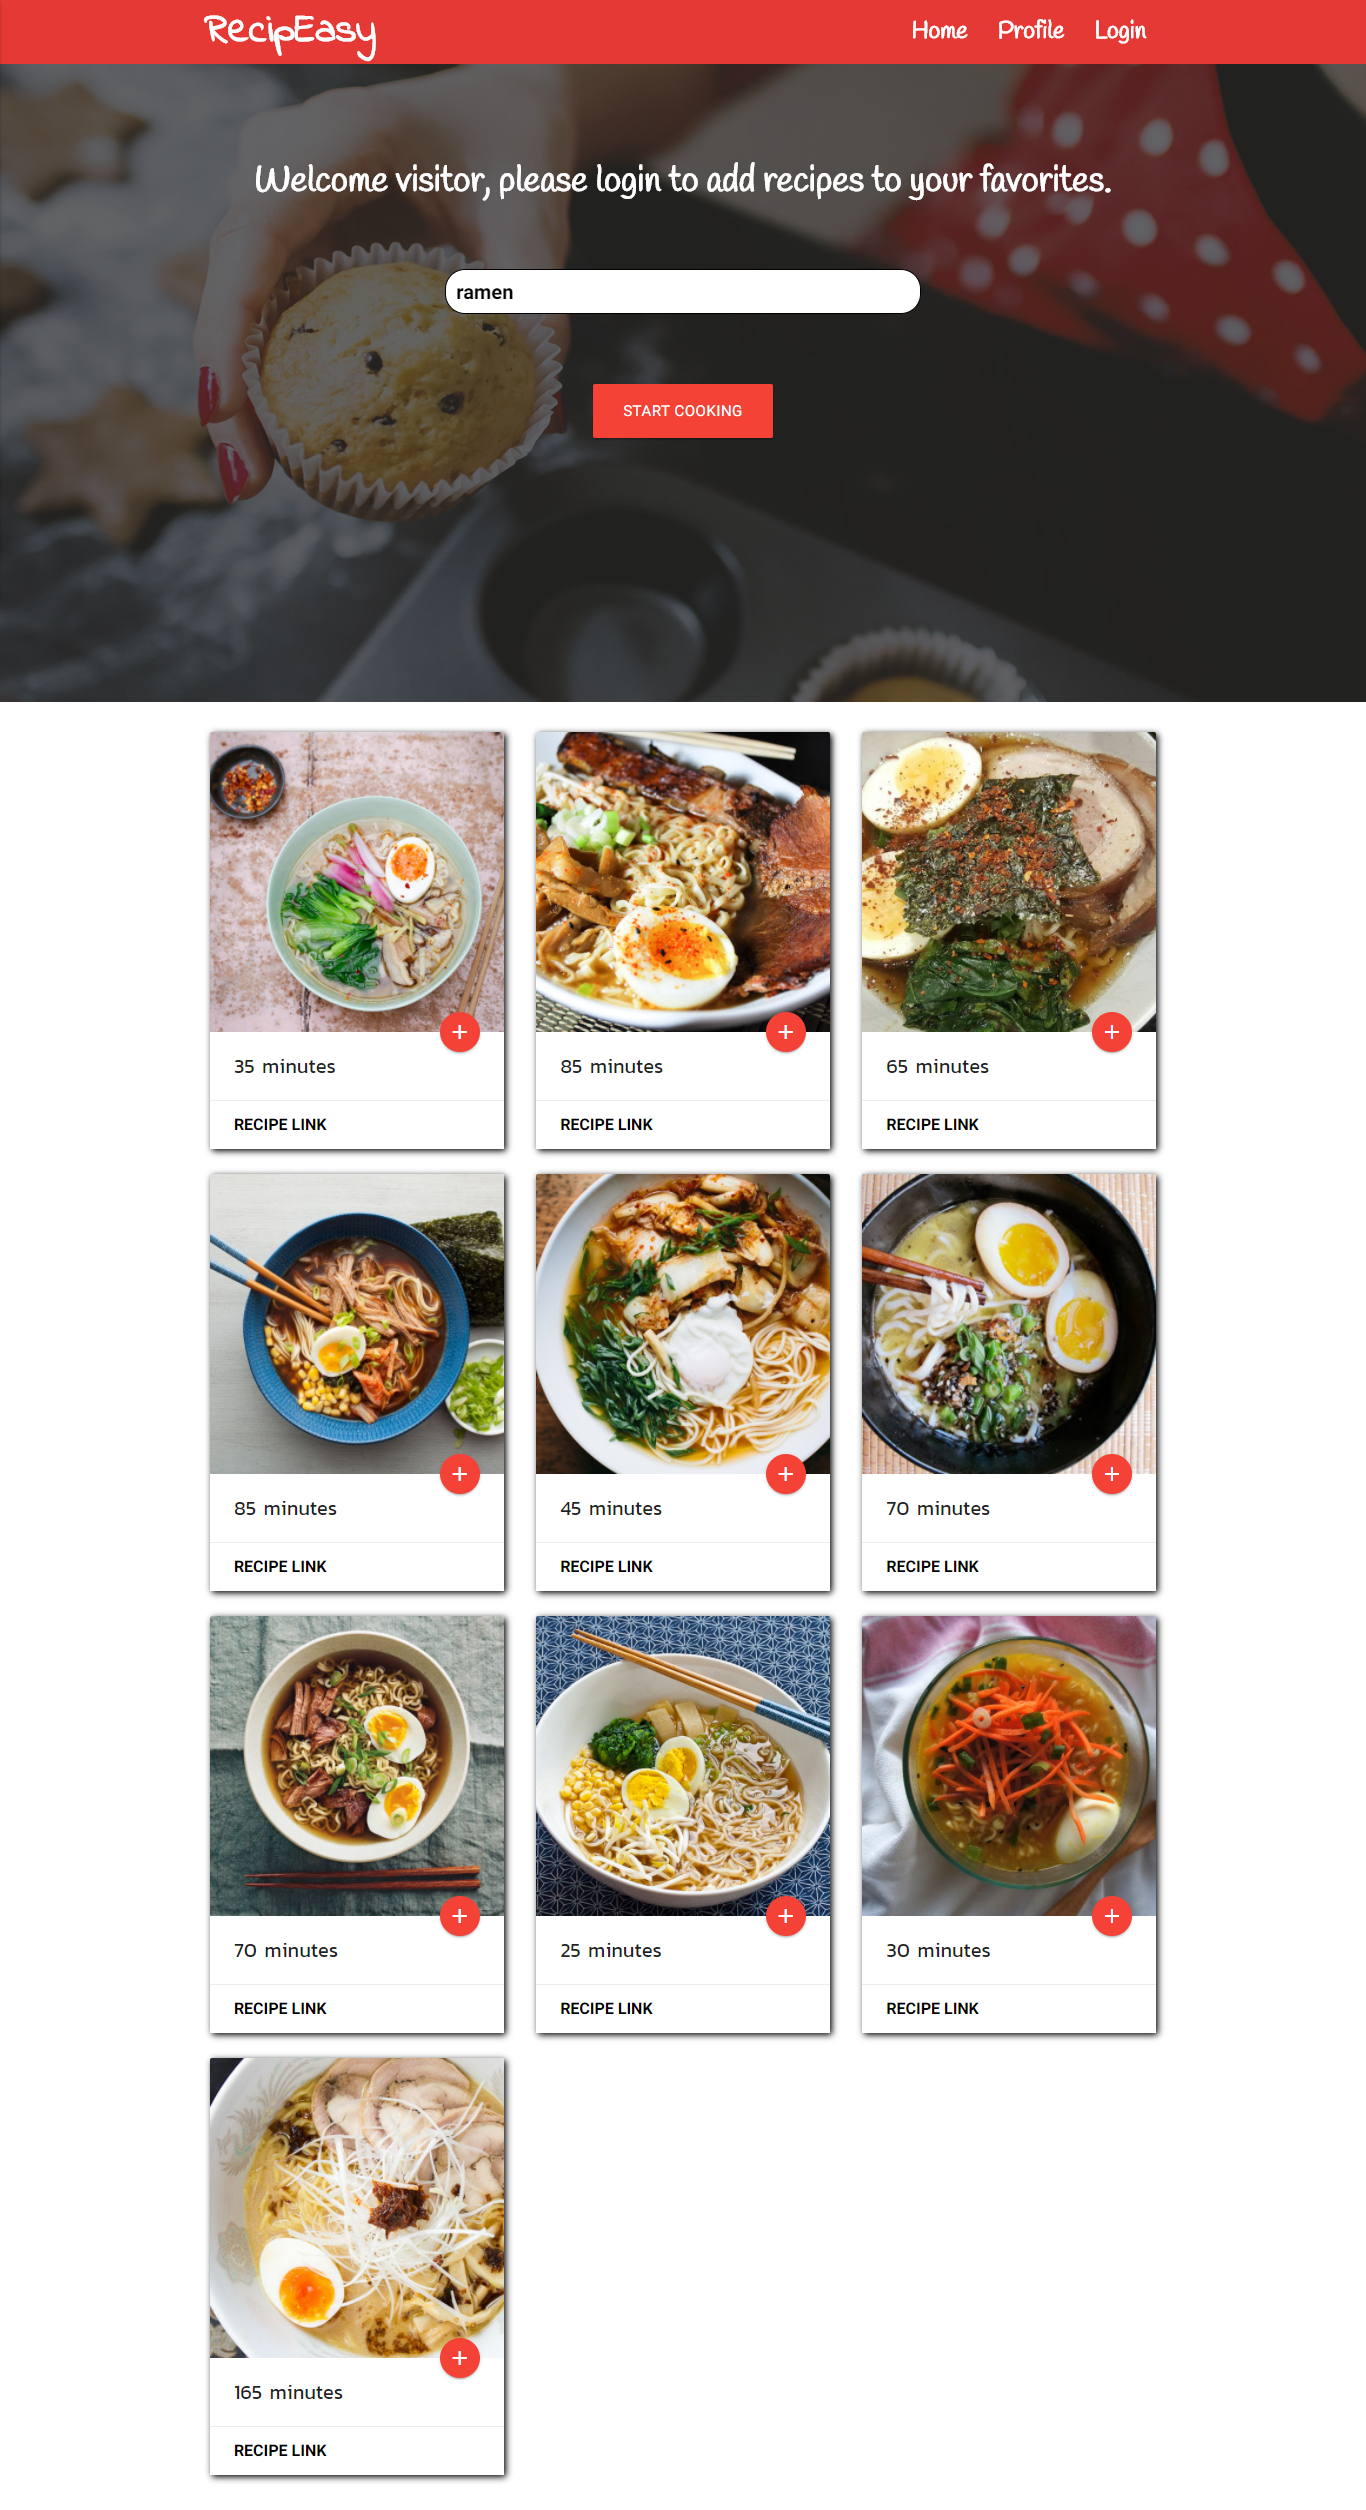 RecipEasy
Home Profile Login
Welcome visitor, please login to add recipes to your favorites.
ramen
START COOKING
+ + +
35 minutes 85 minutes 65 minutes
RECIPE LINK RECIPE LINK RECIPE LINK
+ + +
85 minutes 45 minutes 70 minutes
RECIPE LINK RECIPE LINK RECIPE LINK
+ + +
70 minutes 25 minutes 30 minutes
RECIPE LINK RECIPE LINK RECIPE LINK
+
165 minutes
RECIPE LINK